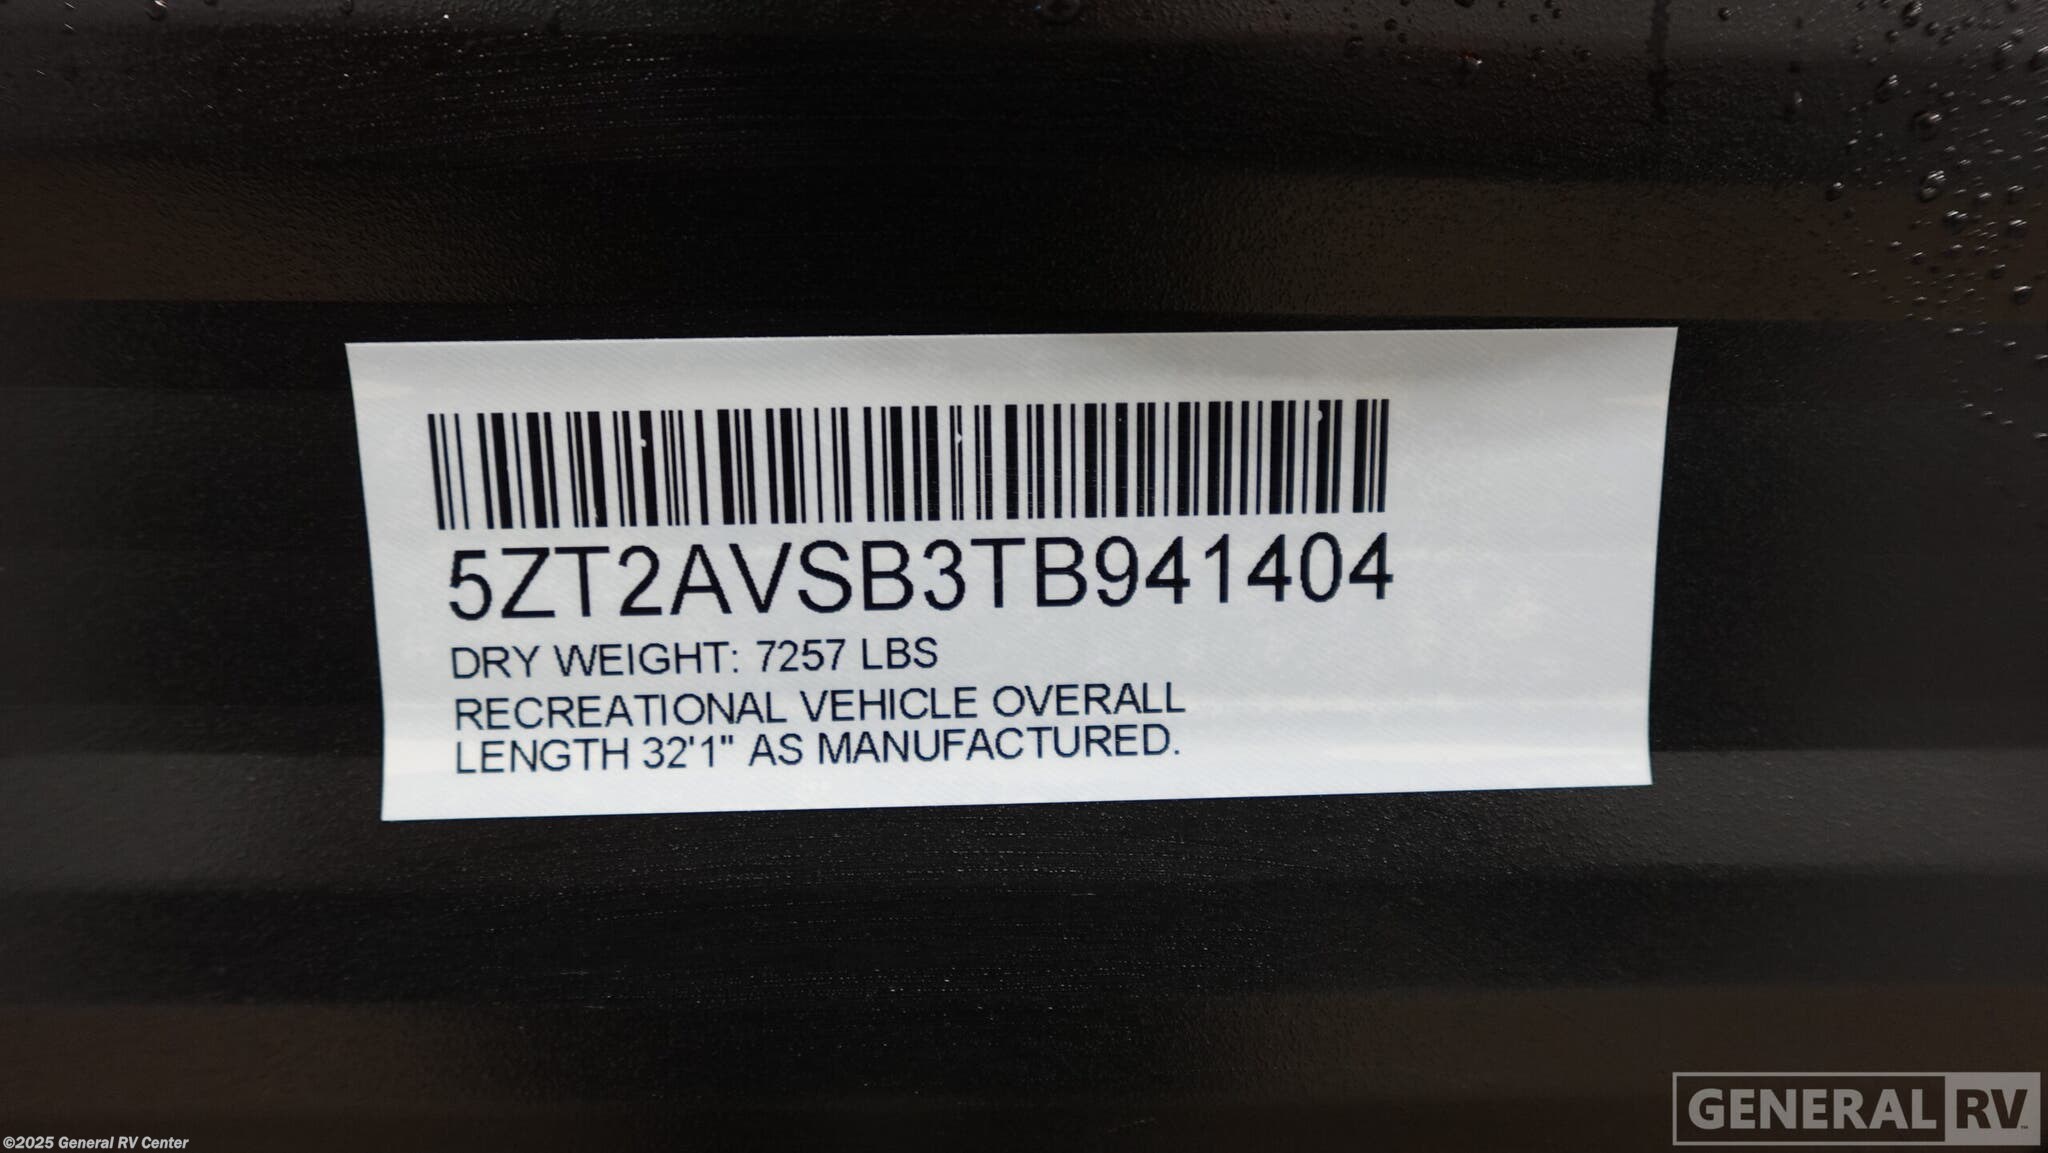 5ZT2AVSB3TB941404
DRY WEIGHT: 7257 LBS
RECREATIONAL VEHICLE OVERALL
LENGTH 32'1" AS MANUFACTURED.
GENERAL RV
©2025 General RV Center